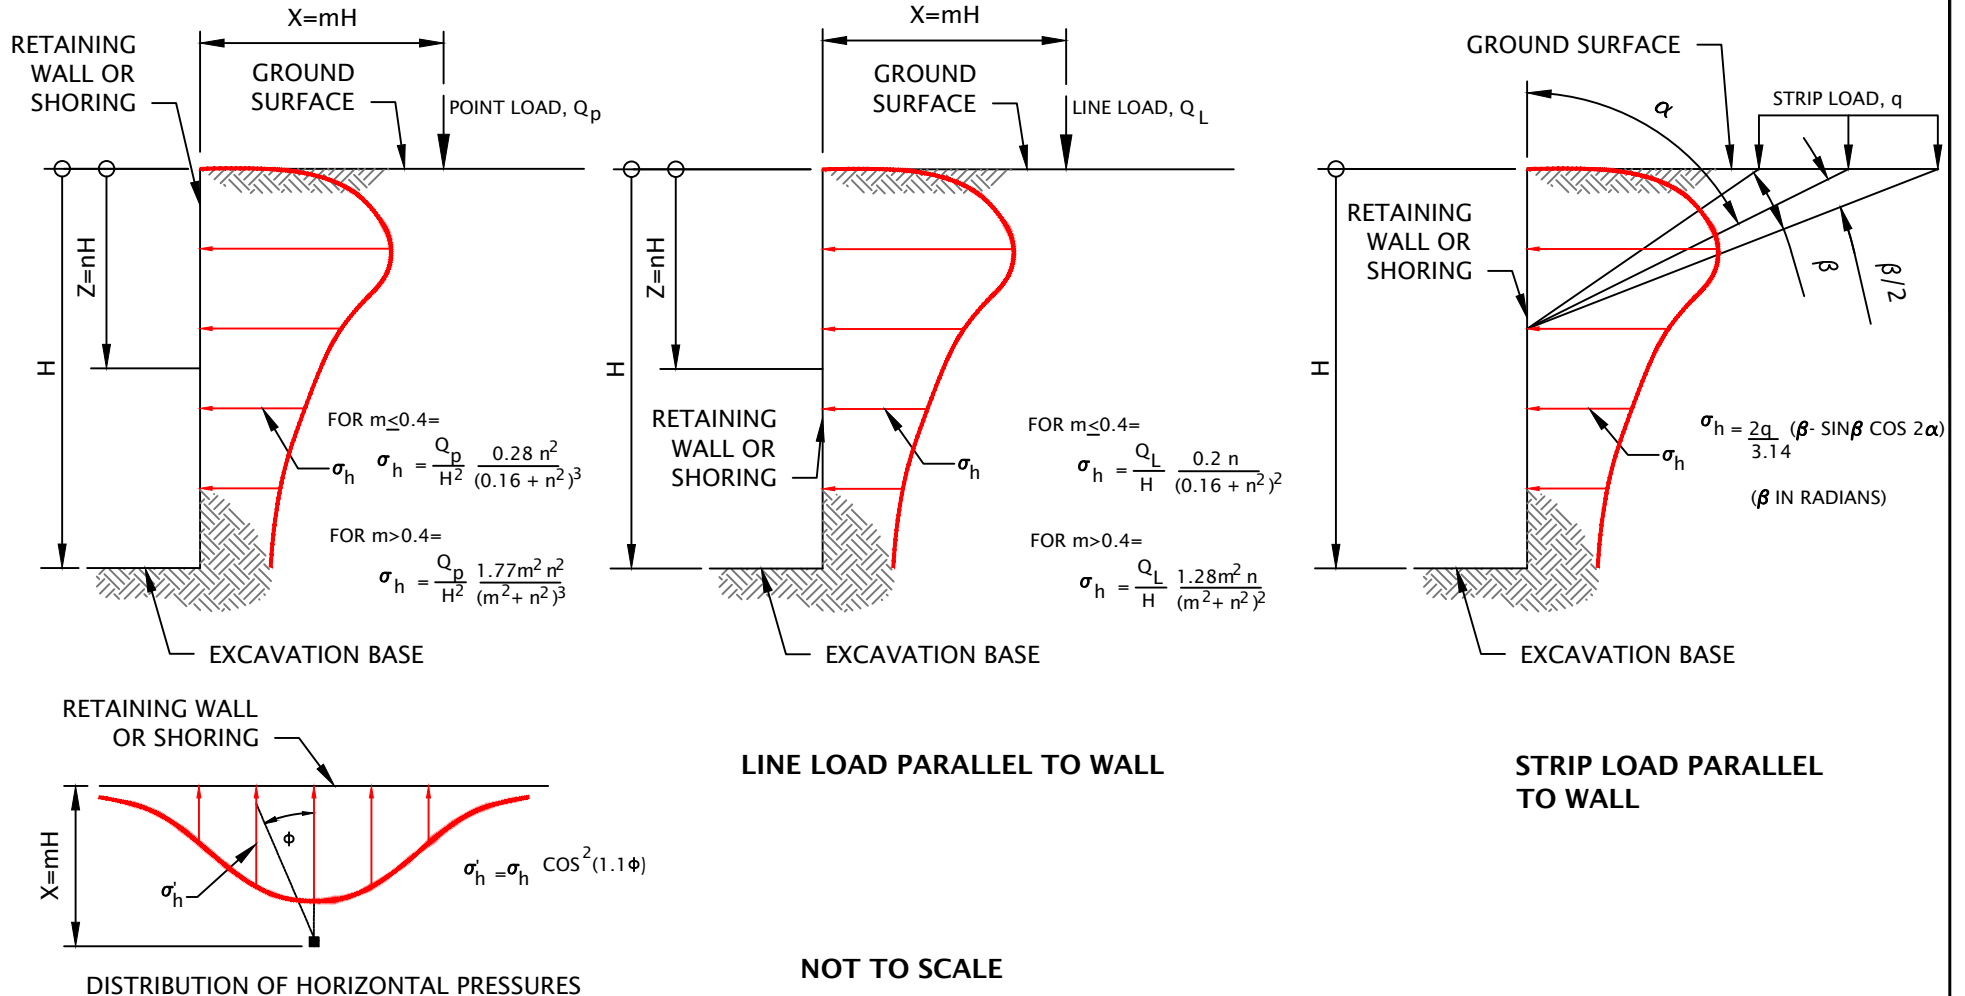 X=mH
RETAINING
WALL OR
SHORING
GROUND
SURFACE
POINT LOAD, Qp
Z=nH
H
FOR m≤0.4=
σh = Qp/H² 0.28 n²/(0.16 + n²)³
σh
FOR m>0.4=
σh = Qp/H² 1.77m² n²/(m²+ n²)³
EXCAVATION BASE
X=mH
GROUND
SURFACE
LINE LOAD, QL
Z=nH
H
RETAINING
WALL OR
SHORING
FOR m≤0.4=
σh = QL/H 0.2 n/(0.16 + n²)²
σh
FOR m>0.4=
σh = QL/H 1.28m² n/(m²+ n²)²
EXCAVATION BASE
GROUND SURFACE
STRIP LOAD, q
α
RETAINING
WALL OR
SHORING
β
β/2
H
σh = 2q/3.14 (β- SINβ COS 2α)
σh
(β IN RADIANS)
EXCAVATION BASE
RETAINING WALL
OR SHORING
X=mH
ϕ
σ'h
σ'h =σh COS²(1.1ϕ)
DISTRIBUTION OF HORIZONTAL PRESSURES
LINE LOAD PARALLEL TO WALL
NOT TO SCALE
STRIP LOAD PARALLEL
TO WALL